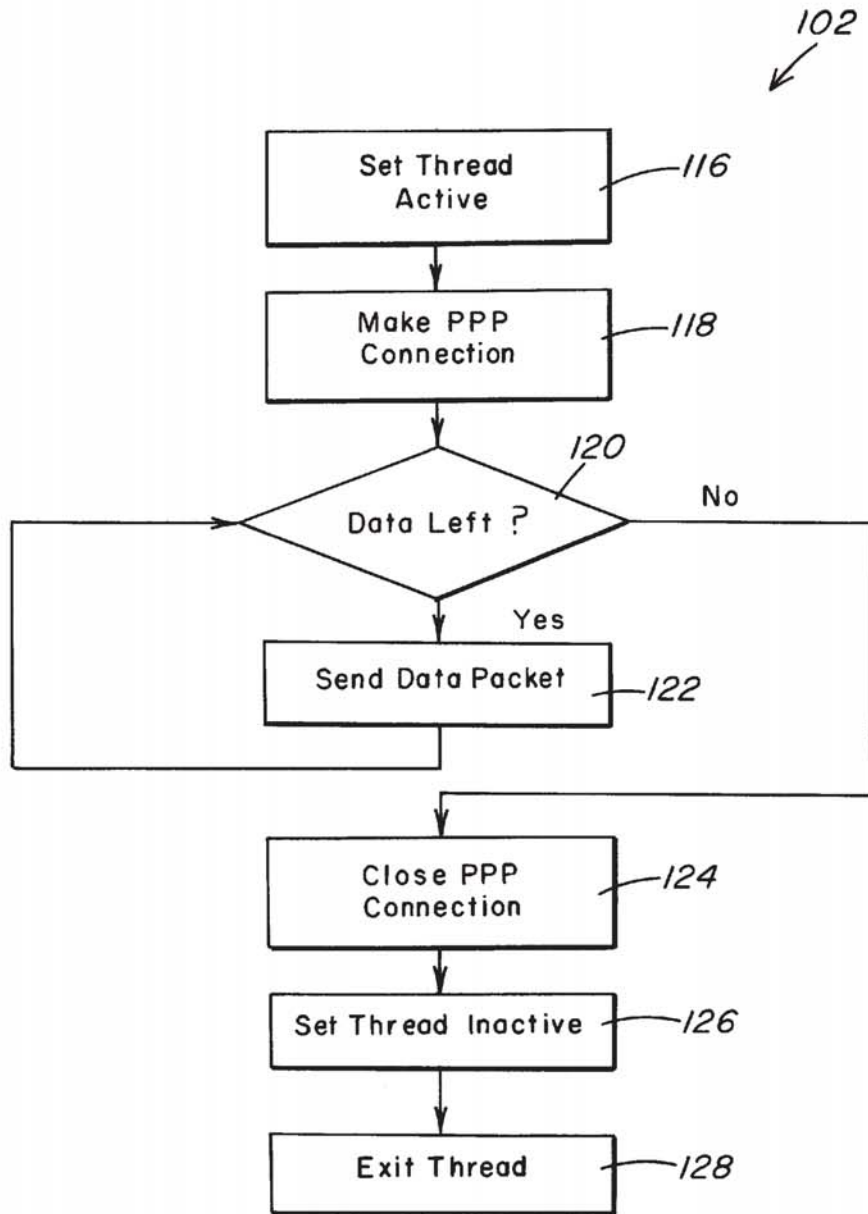 102
Set Thread
Active
116
Make PPP
Connection
118
120
Data Left ?
No
Yes
Send Data Packet
122
Close PPP
Connection
124
Set Thread Inactive
126
Exit Thread
128